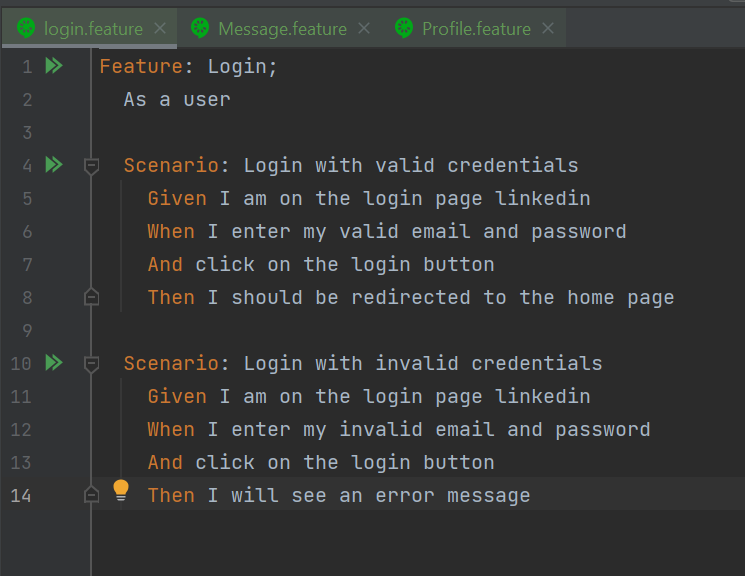 login.feature Message.feature Profile.feature
1 Feature: Login;
2 As a user
3
4 Scenario: Login with valid credentials
5 Given I am on the login page linkedin
6 When I enter my valid email and password
7 And click on the login button
8 Then I should be redirected to the home page
9
10 Scenario: Login with invalid credentials
11 Given I am on the login page linkedin
12 When I enter my invalid email and password
13 And click on the login button
14 Then I will see an error message